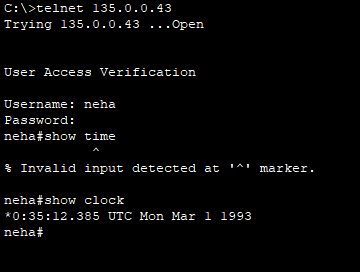 C:\>telnet 135.0.0.43
Trying 135.0.0.43 ...Open
User Access Verification
Username: neha
Password:
neha#show time
^
% Invalid input detected at '^' marker.
neha#show clock
*0:35:12.385 UTC Mon Mar 1 1993
neha#